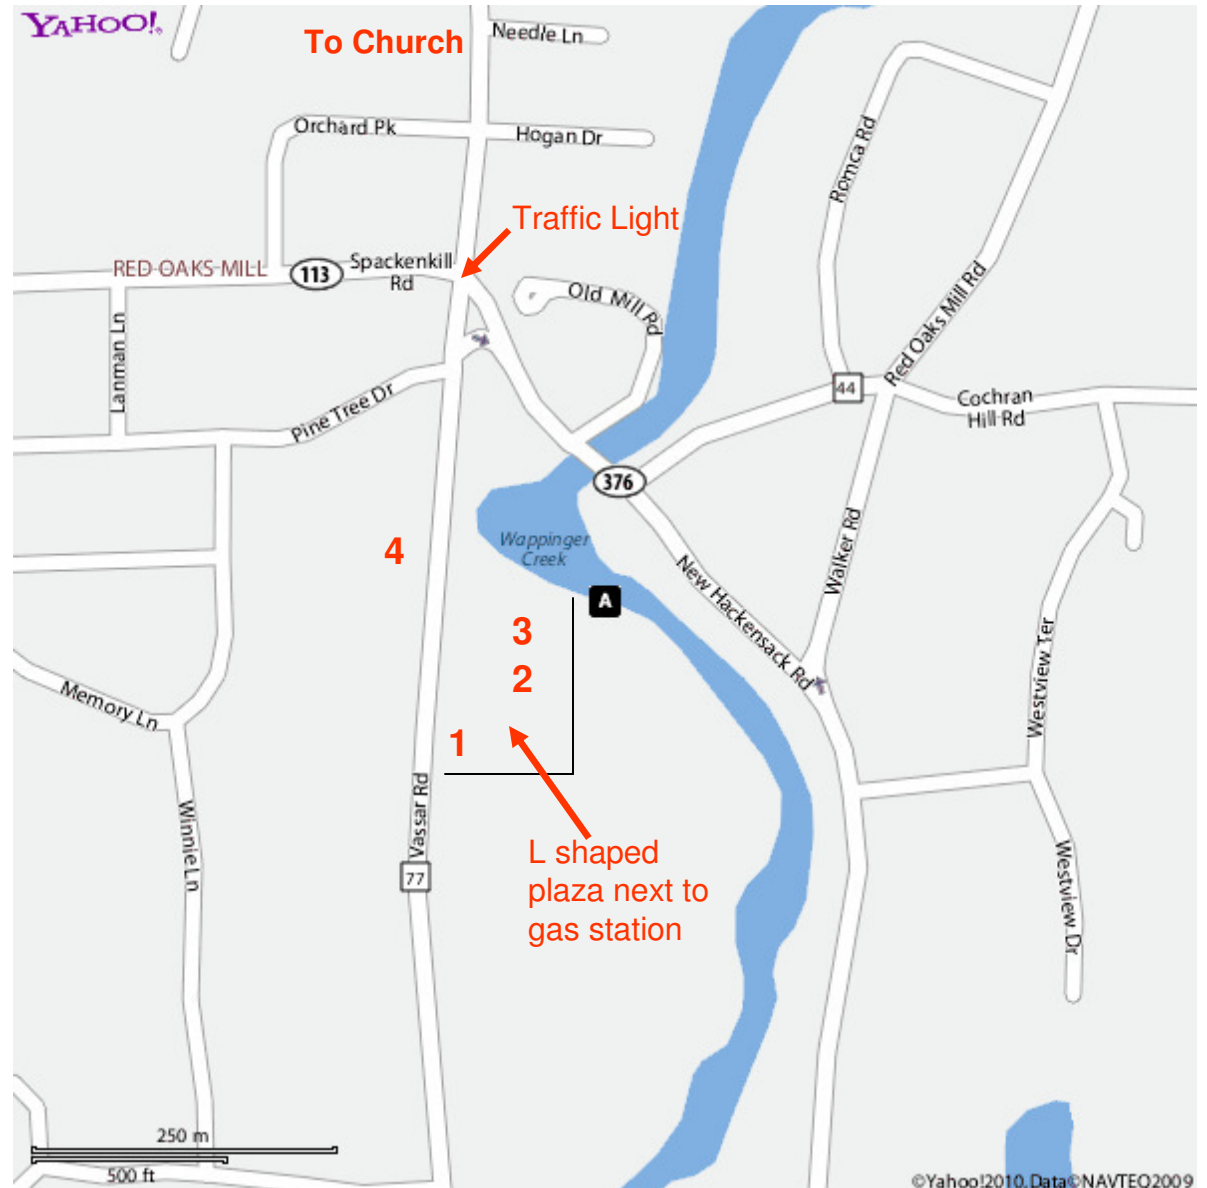 YAHOO!
To Church
Needle Ln
Orchard Pk
Hogan Dr
Romca Rd
Traffic Light
RED OAKS MILL
113
Spackenkill
Rd
Old Mill Rd
Red Oaks Mill Rd
Lanman Ln
Pine Tree Dr
44
Cochran
Hill Rd
376
4
Wappinger
Creek
Walker Rd
New Hackensack Rd
A
3
2
1
Westview Ter
Memory Ln
Vassar Rd
Winnie Ln
77
L shaped
plaza next to
gas station
Westview Dr
250 m
500 ft
©Yahoo!2010, Data©NAVTEQ2009